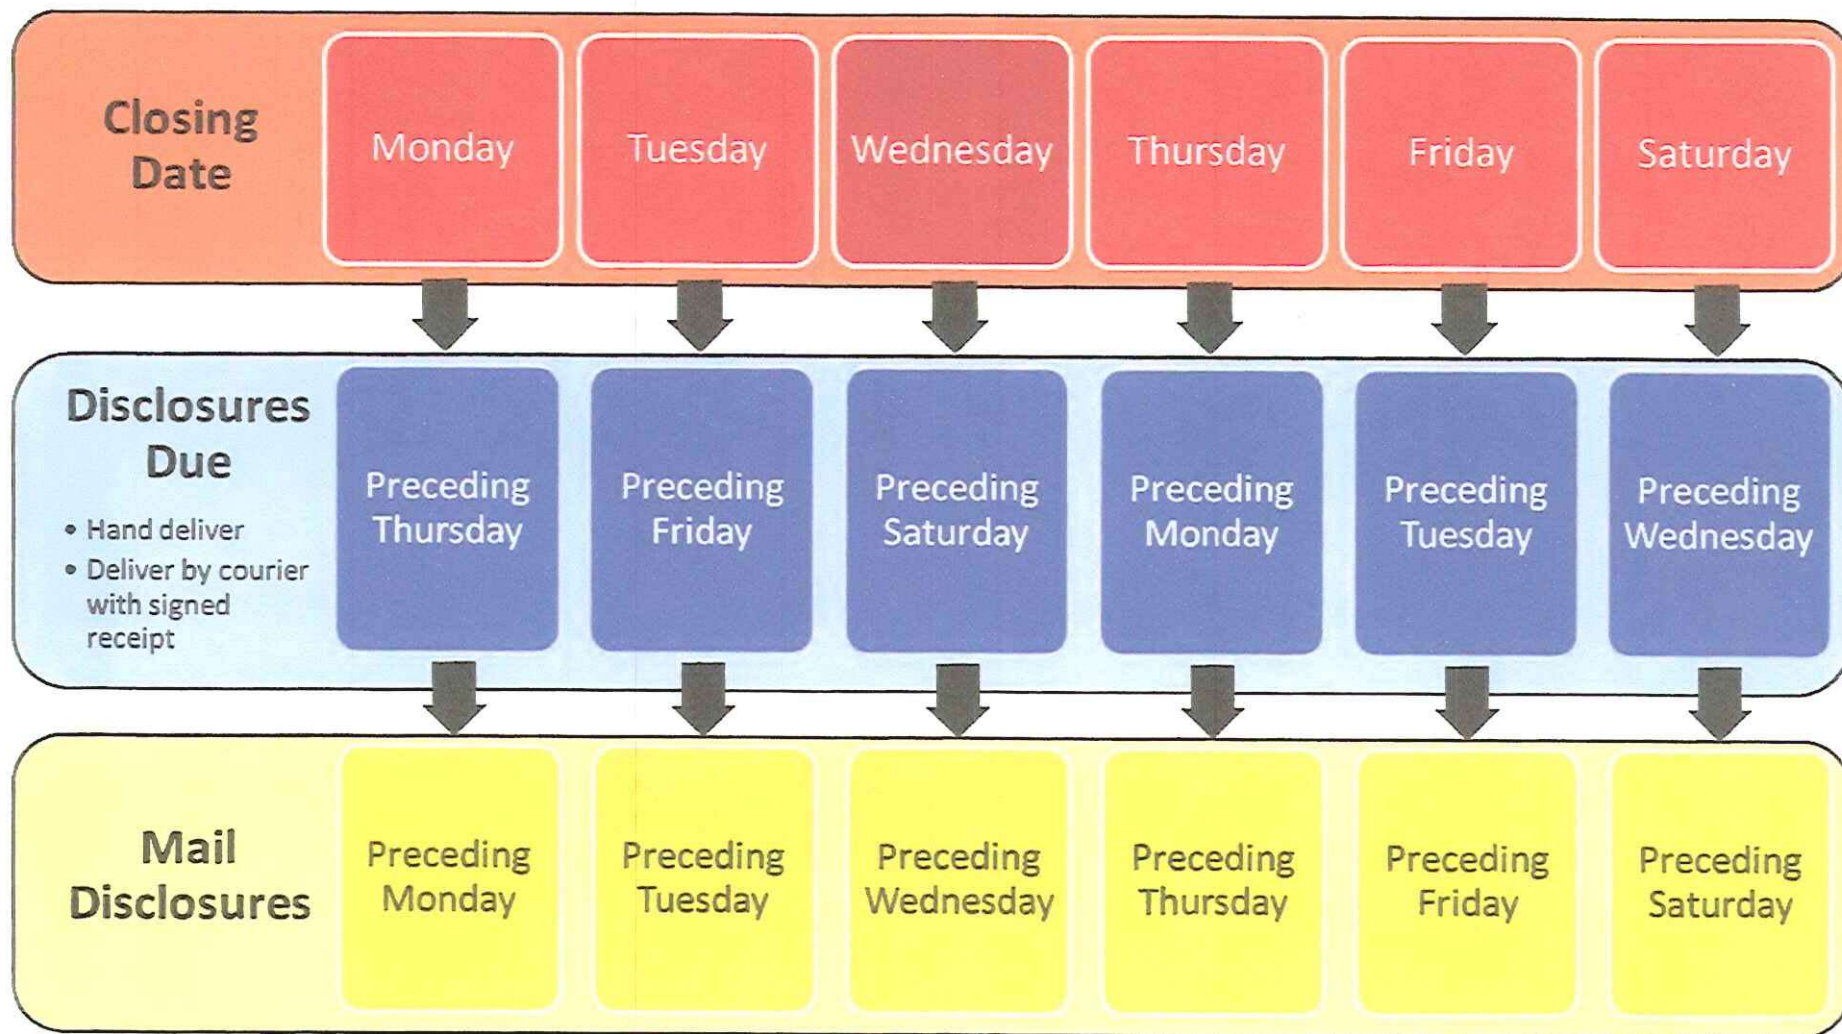 Closing
Date
Monday
Tuesday
Wednesday
Thursday
Friday
Saturday
Disclosures
Due
• Hand deliver
• Deliver by courier
with signed
receipt
Preceding
Thursday
Preceding
Friday
Preceding
Saturday
Preceding
Monday
Preceding
Tuesday
Preceding
Wednesday
Mail
Disclosures
Preceding
Monday
Preceding
Tuesday
Preceding
Wednesday
Preceding
Thursday
Preceding
Friday
Preceding
Saturday